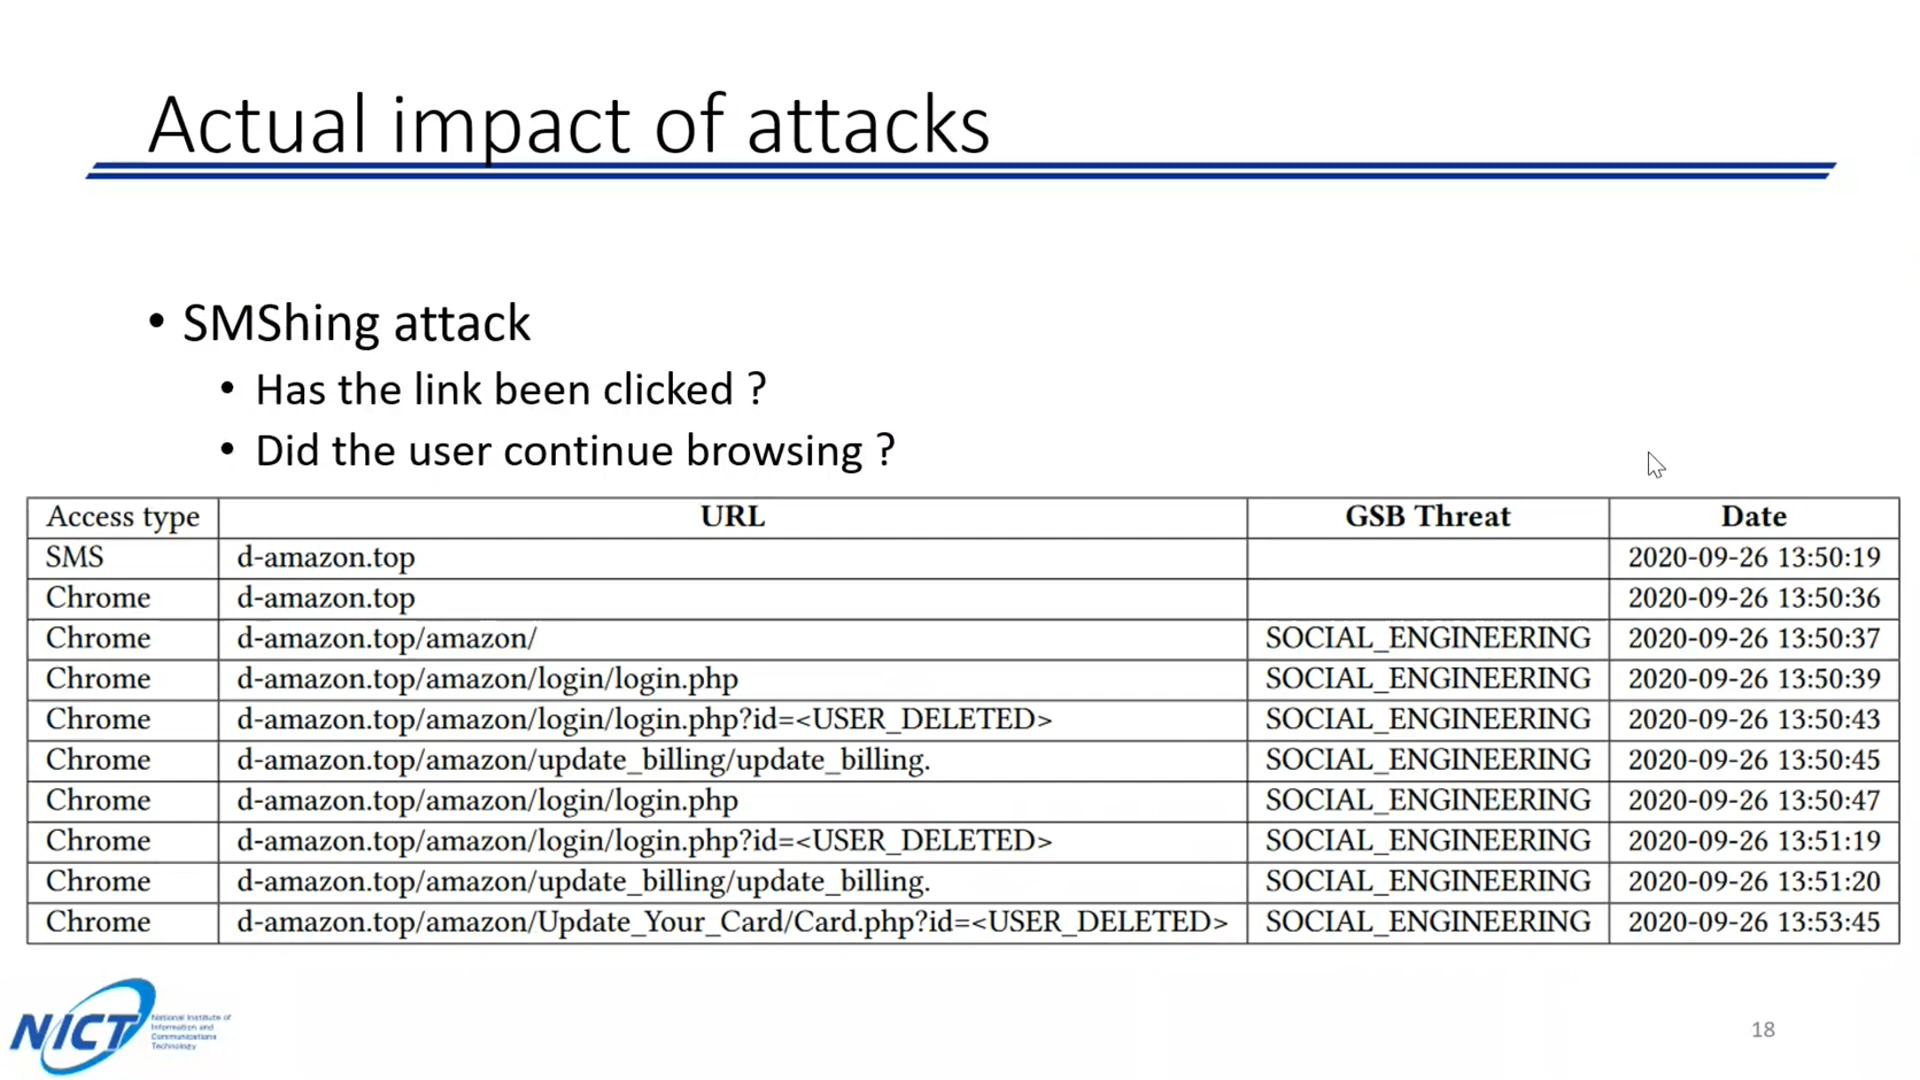 Actual impact of attacks
• SMShing attack
• Has the link been clicked ?
• Did the user continue browsing ?
Access type URL GSB Threat Date
SMS d-amazon.top 2020-09-26 13:50:19
Chrome d-amazon.top 2020-09-26 13:50:36
Chrome d-amazon.top/amazon/ SOCIAL_ENGINEERING 2020-09-26 13:50:37
Chrome d-amazon.top/amazon/login/login.php SOCIAL_ENGINEERING 2020-09-26 13:50:39
Chrome d-amazon.top/amazon/login/login.php?id=<USER_DELETED> SOCIAL_ENGINEERING 2020-09-26 13:50:43
Chrome d-amazon.top/amazon/update_billing/update_billing. SOCIAL_ENGINEERING 2020-09-26 13:50:45
Chrome d-amazon.top/amazon/login/login.php SOCIAL_ENGINEERING 2020-09-26 13:50:47
Chrome d-amazon.top/amazon/login/login.php?id=<USER_DELETED> SOCIAL_ENGINEERING 2020-09-26 13:51:19
Chrome d-amazon.top/amazon/update_billing/update_billing. SOCIAL_ENGINEERING 2020-09-26 13:51:20
Chrome d-amazon.top/amazon/Update_Your_Card/Card.php?id=<USER_DELETED> SOCIAL_ENGINEERING 2020-09-26 13:53:45
NICT
National Institute of
Information and
Communications
Technology
18